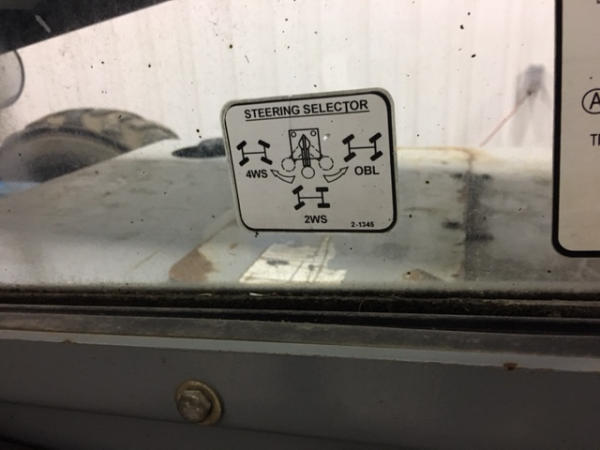 STEERING SELECTOR
4WS
OBL
2WS
2-1345
A